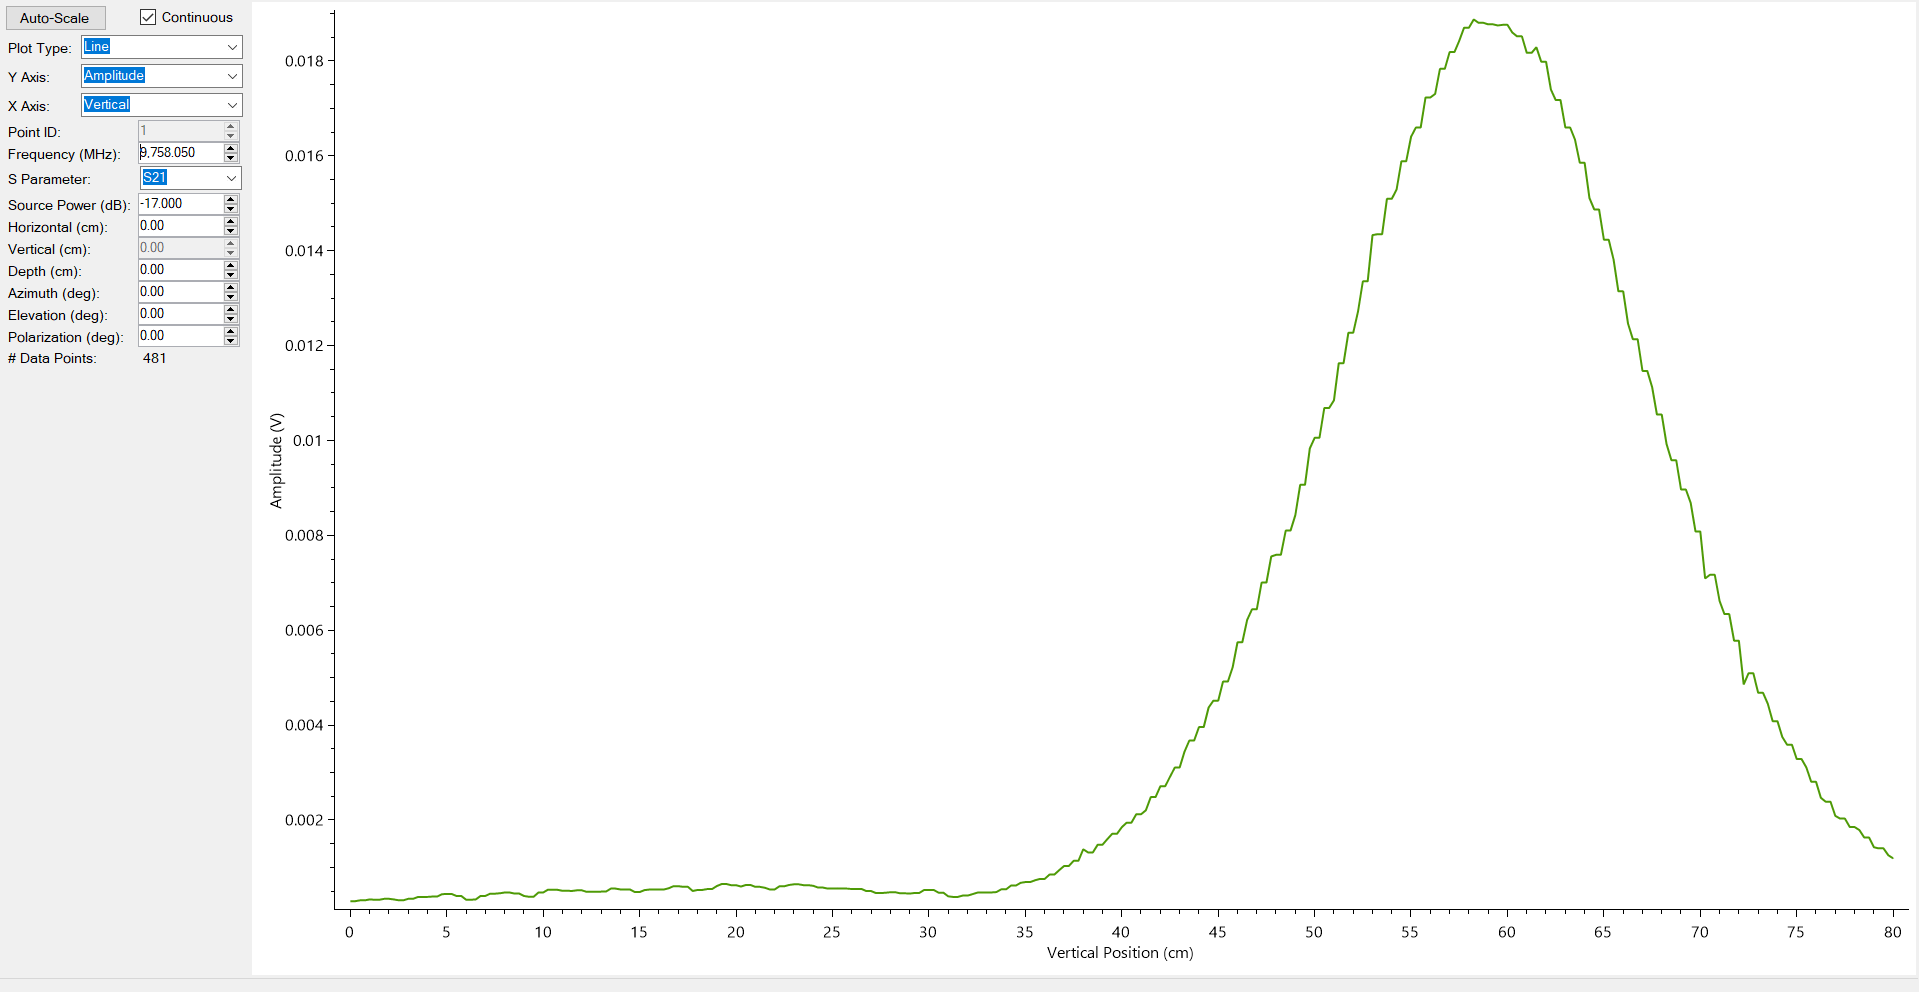 Auto-Scale Continuous
Plot Type: Line
Y Axis: Amplitude
X Axis: Vertical
Point ID: 1
Frequency (MHz): 9,758.050
S Parameter: S21
Source Power (dB): -17.000
Horizontal (cm): 0.00
Vertical (cm): 0.00
Depth (cm): 0.00
Azimuth (deg): 0.00
Elevation (deg): 0.00
Polarization (deg): 0.00
# Data Points: 481
Amplitude (V)
0.018
0.016
0.014
0.012
0.01
0.008
0.006
0.004
0.002
0 5 10 15 20 25 30 35 40 45 50 55 60 65 70 75 80
Vertical Position (cm)